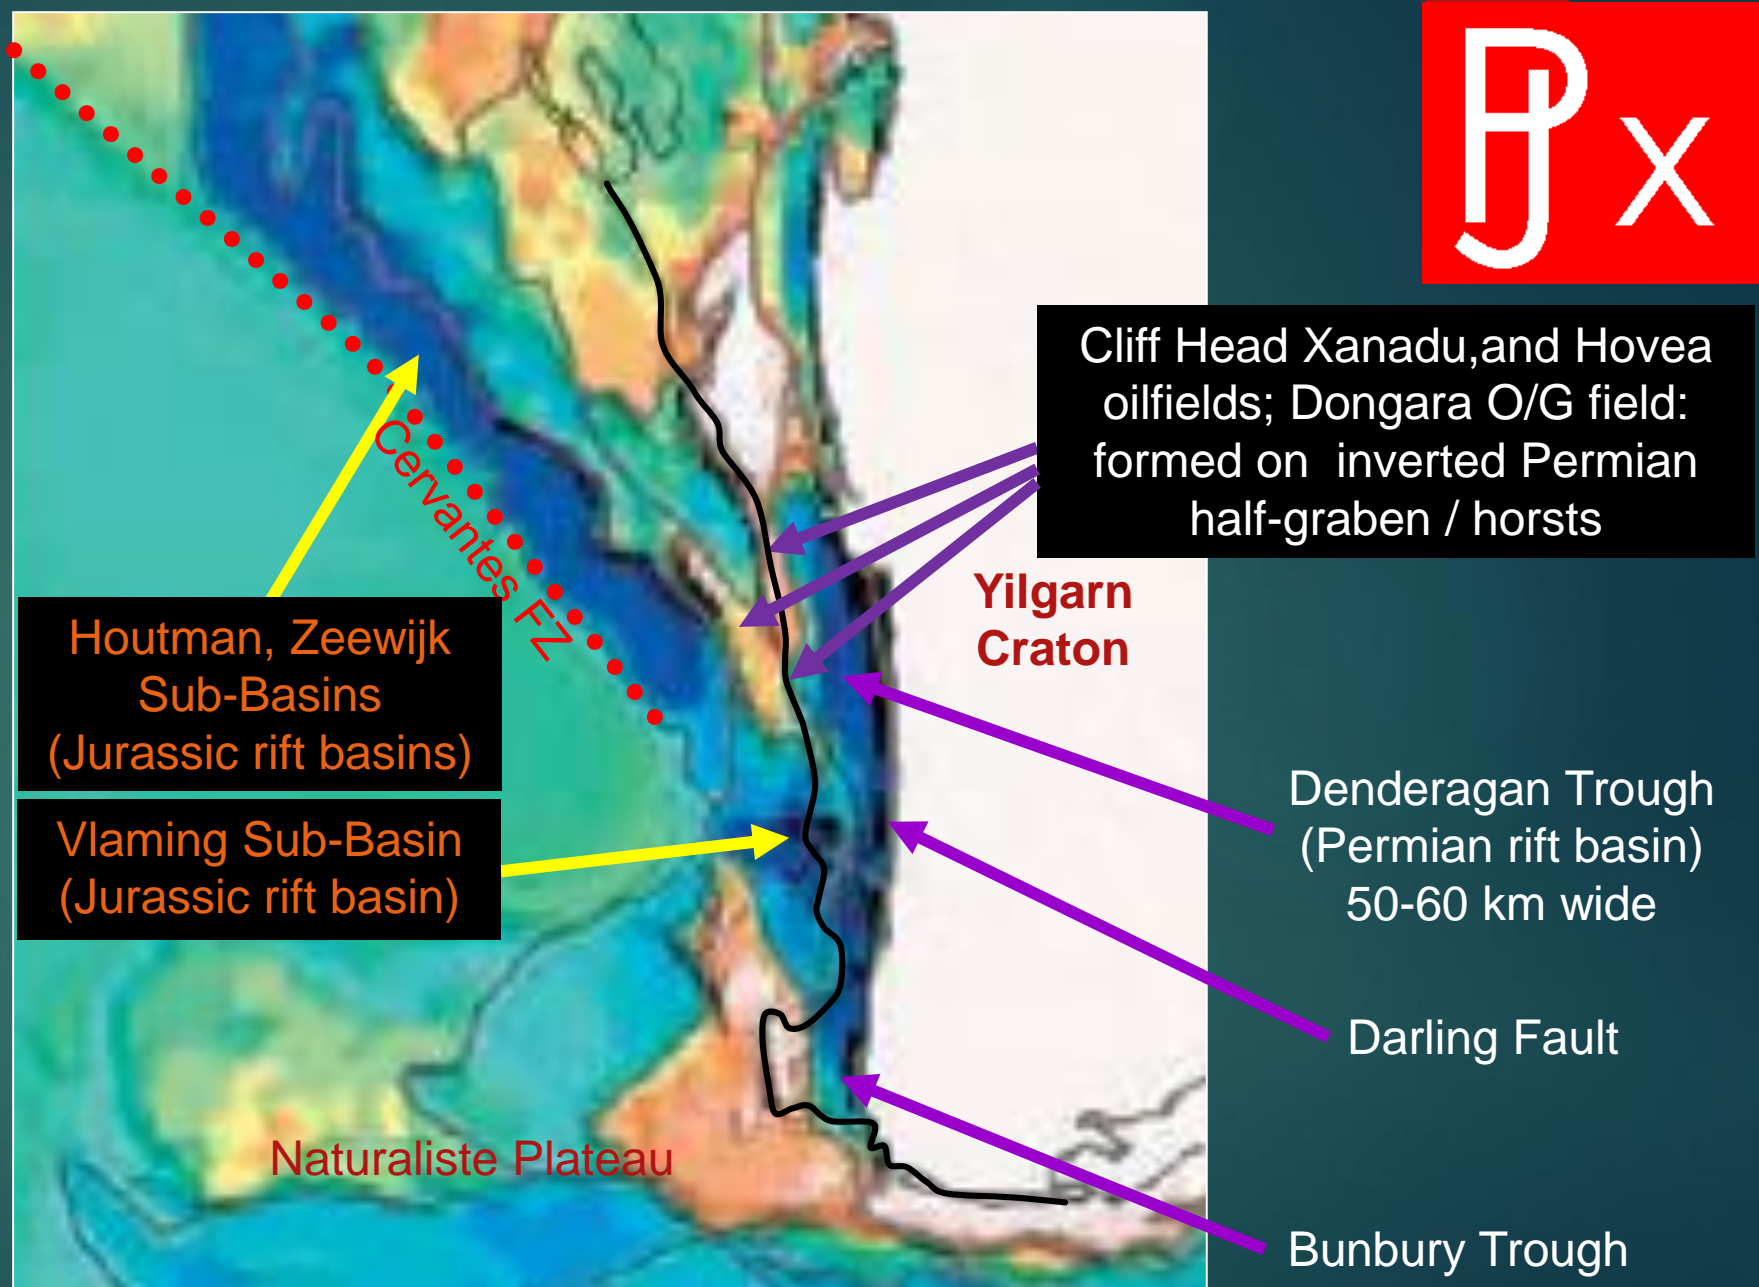 PJ x
Cliff Head Xanadu,and Hovea
oilfields; Dongara O/G field:
formed on inverted Permian
half-graben / horsts
Cervantes FZ
Yilgarn
Craton
Houtman, Zeewijk
Sub-Basins
(Jurassic rift basins)
Vlaming Sub-Basin
(Jurassic rift basin)
Denderagan Trough
(Permian rift basin)
50-60 km wide
Darling Fault
Naturaliste Plateau
Bunbury Trough